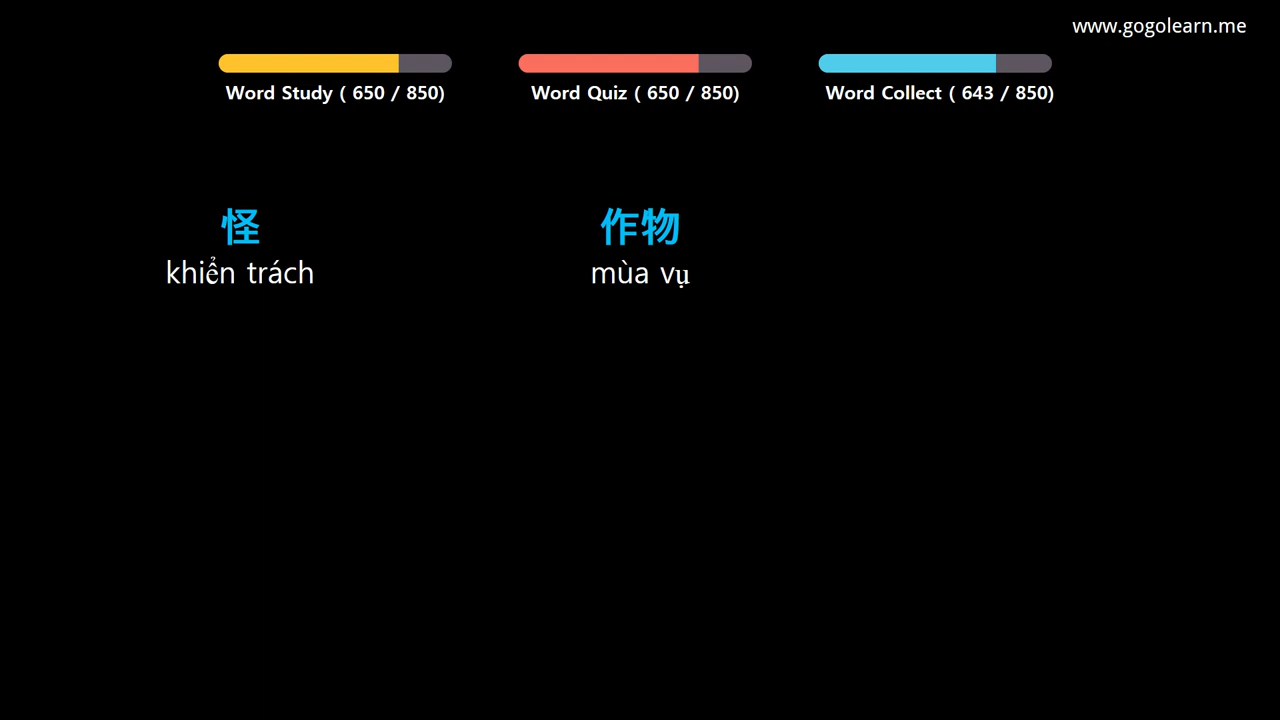 www.gogolearn.me
Word Study ( 650 / 850)
Word Quiz ( 650 / 850)
Word Collect ( 643 / 850)
怪
khiển trách
作物
mùa vụ